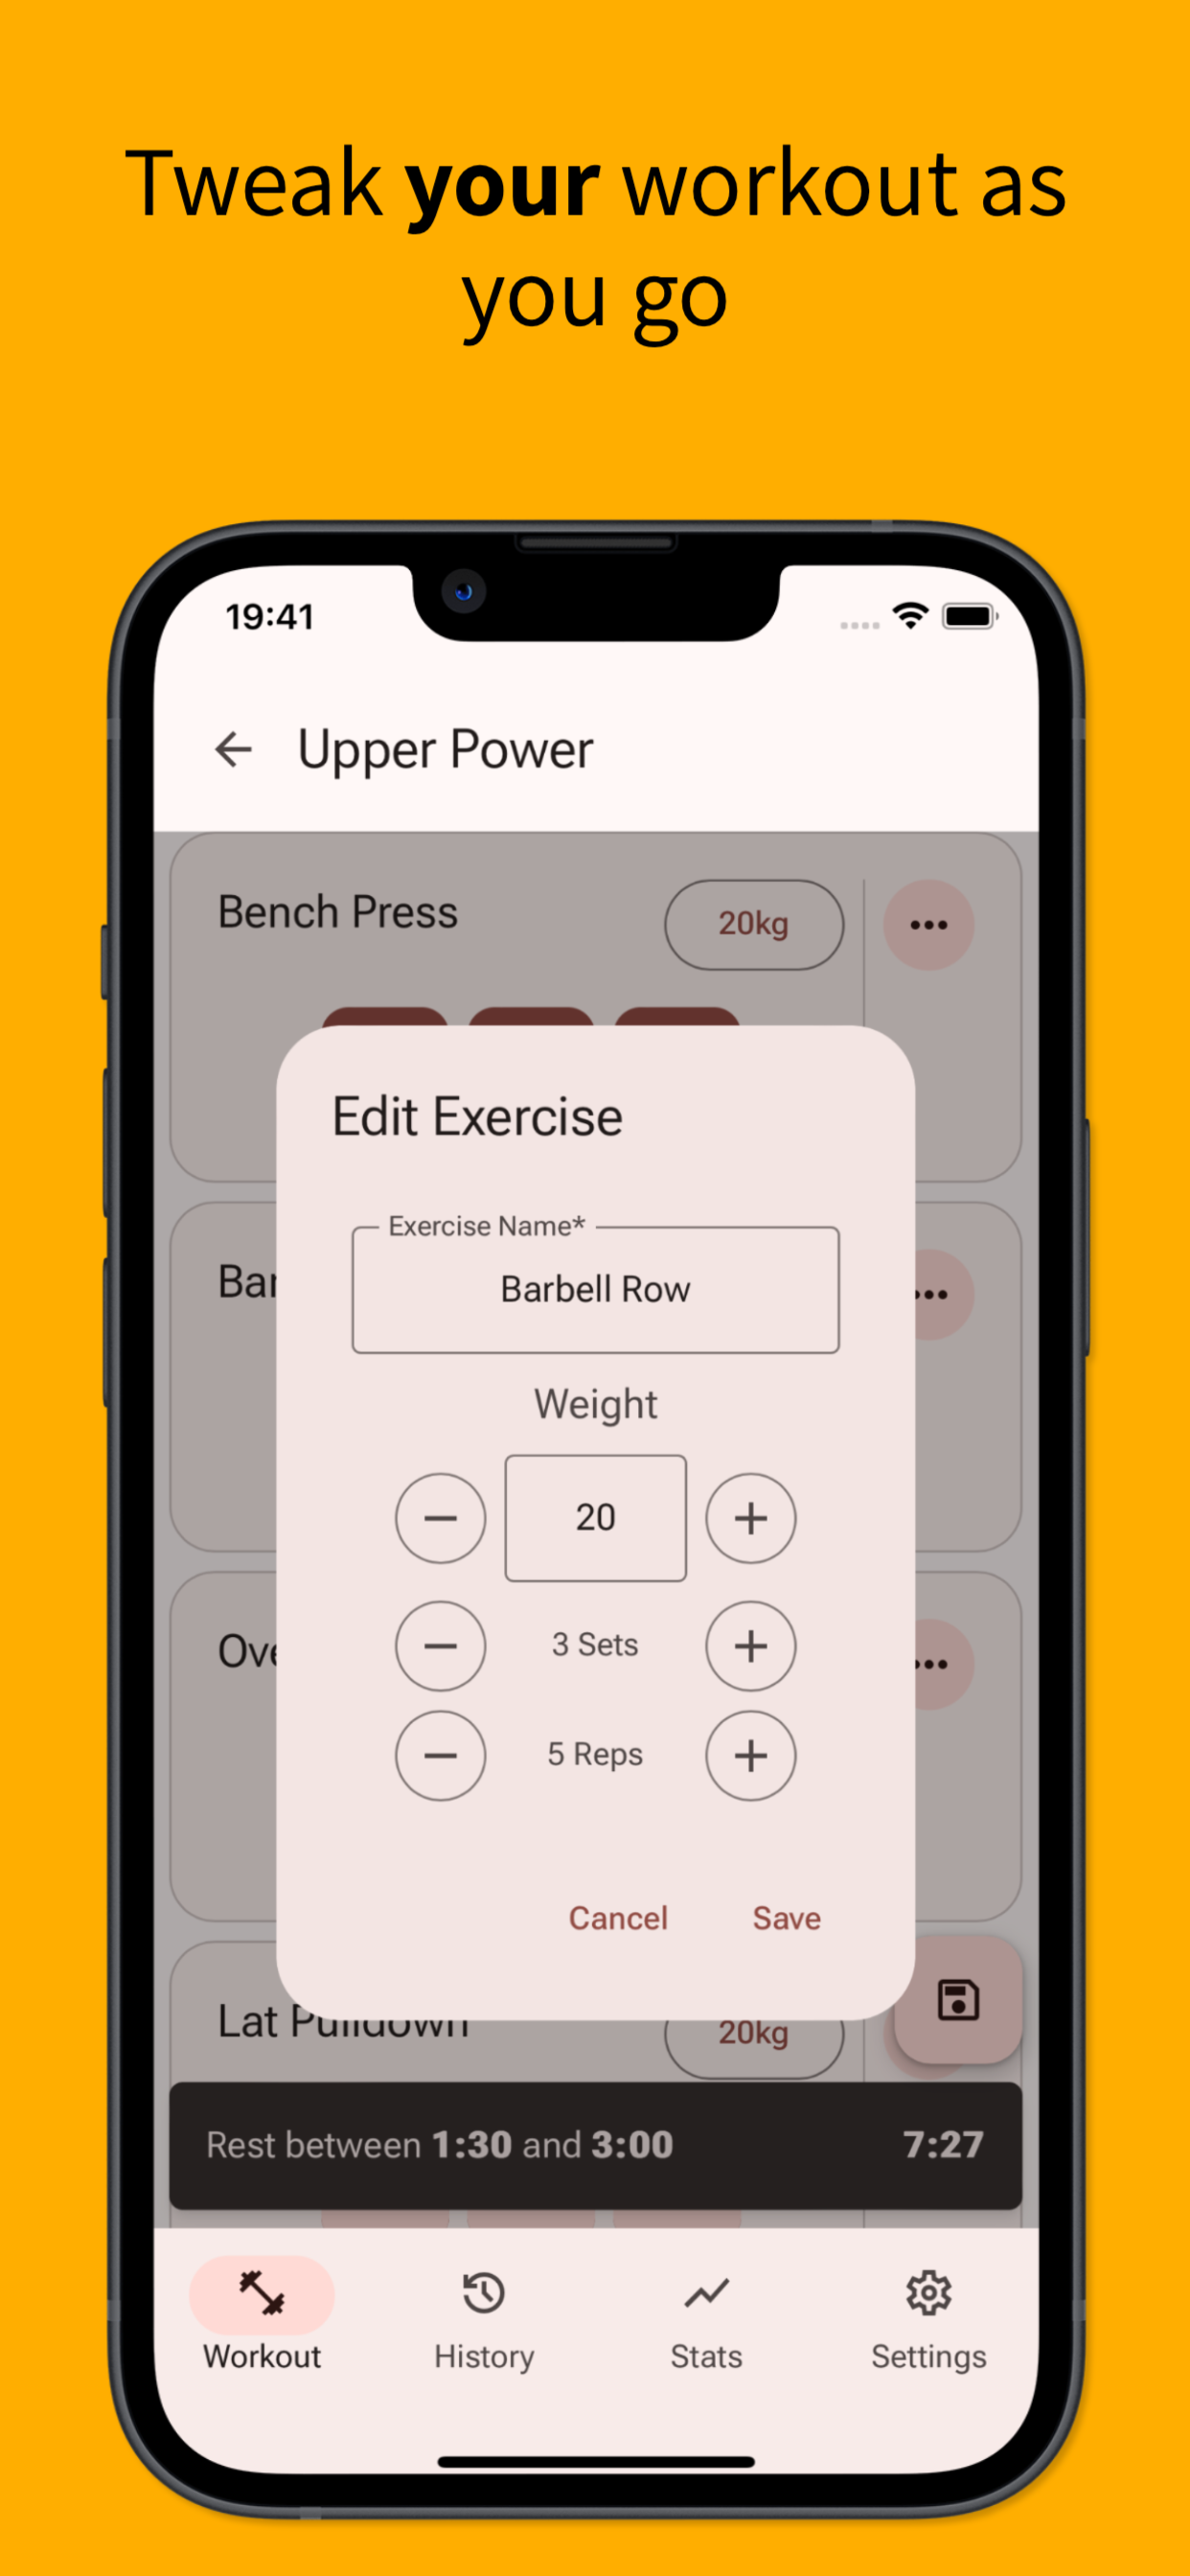 Tweak your workout as
you go
19:41
Upper Power
Bench Press
20kg
Edit Exercise
Exercise Name*
Barbell Row
Weight
20
3 Sets
5 Reps
Cancel
Save
Lat Pulldown
20kg
Rest between 1:30 and 3:00
7:27
Workout
History
Stats
Settings